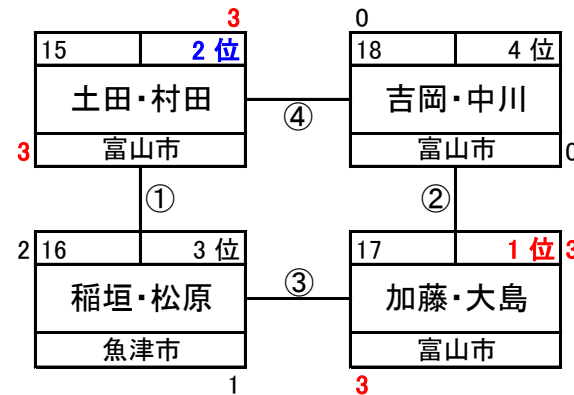 3 0
15 2 位 18 4 位
土田・村田 ④ 吉岡・中川
3 富山市 富山市 0
① ②
2 16 3 位 17 1 位 3
稲垣・松原 ③ 加藤・大島
魚津市 富山市
1 3